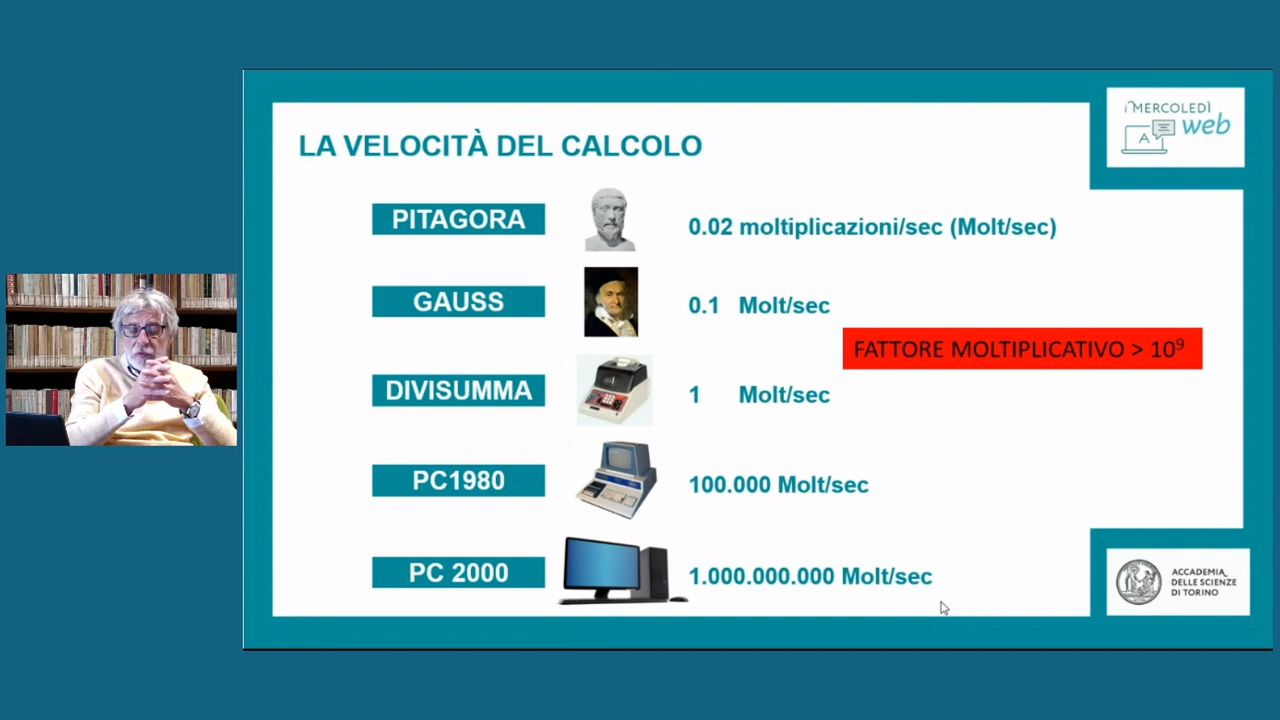 i MERCOLEDÌ
web
A
LA VELOCITÀ DEL CALCOLO
PITAGORA 0.02 moltiplicazioni/sec (Molt/sec)
GAUSS 0.1 Molt/sec
FATTORE MOLTIPLICATIVO > 10⁹
DIVISUMMA 1 Molt/sec
PC1980 100.000 Molt/sec
PC 2000 1.000.000.000 Molt/sec
ACCADEMIA
DELLE SCIENZE
DI TORINO